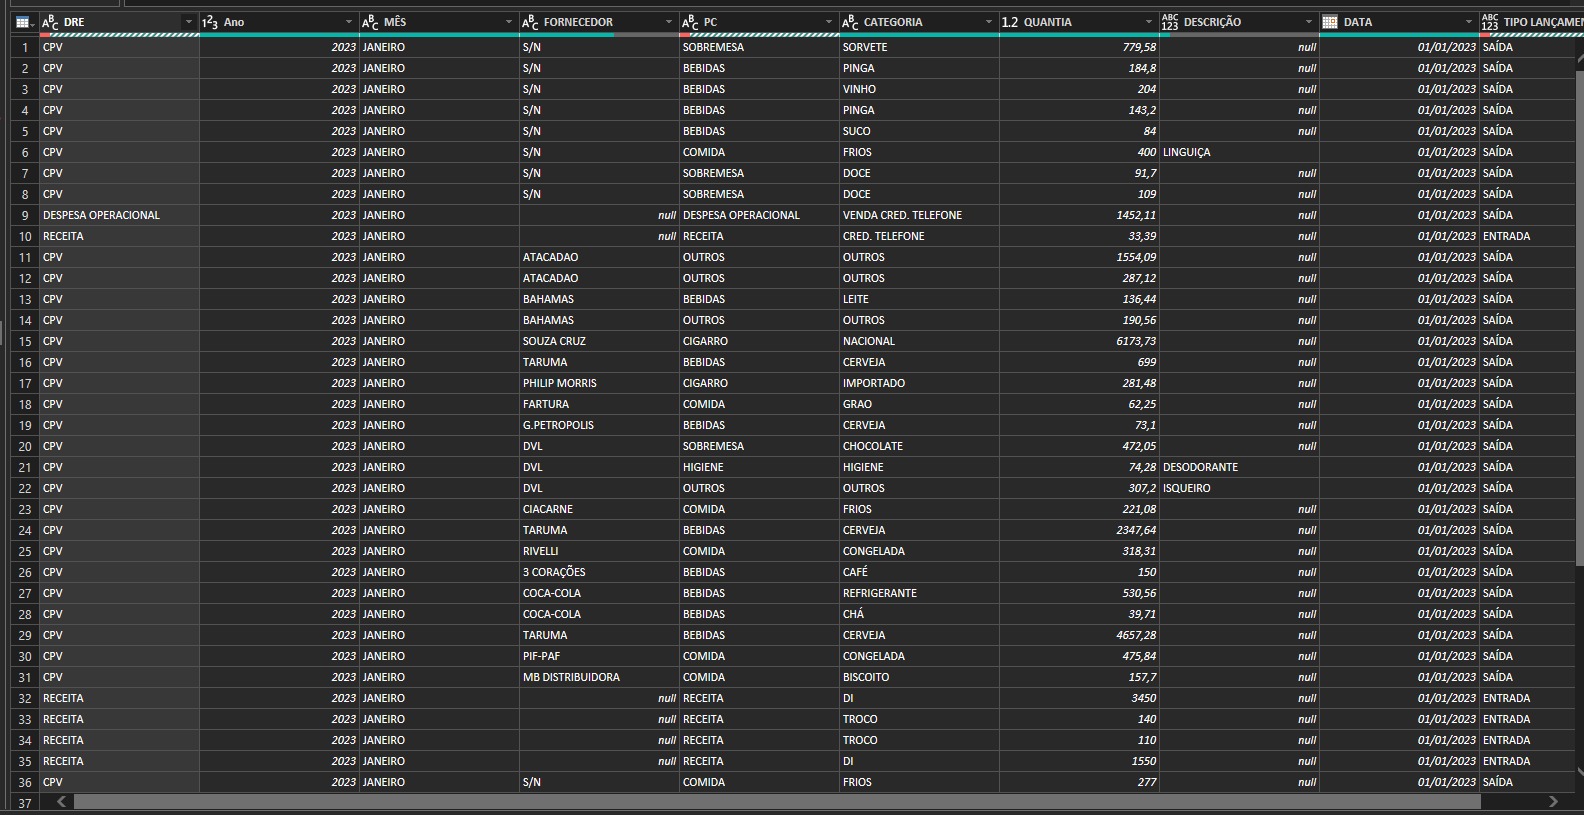 DRE Ano MÊS FORNECEDOR PC CATEGORIA QUANTIA DESCRIÇÃO DATA TIPO LANÇAMEN
1 CPV 2023 JANEIRO S/N SOBREMESA SORVETE 779,58 null 01/01/2023 SAÍDA
2 CPV 2023 JANEIRO S/N BEBIDAS PINGA 184,8 null 01/01/2023 SAÍDA
3 CPV 2023 JANEIRO S/N BEBIDAS VINHO 204 null 01/01/2023 SAÍDA
4 CPV 2023 JANEIRO S/N BEBIDAS PINGA 143,2 null 01/01/2023 SAÍDA
5 CPV 2023 JANEIRO S/N BEBIDAS SUCO 84 null 01/01/2023 SAÍDA
6 CPV 2023 JANEIRO S/N COMIDA FRIOS 400 LINGUIÇA 01/01/2023 SAÍDA
7 CPV 2023 JANEIRO S/N SOBREMESA DOCE 91,7 null 01/01/2023 SAÍDA
8 CPV 2023 JANEIRO S/N SOBREMESA DOCE 109 null 01/01/2023 SAÍDA
9 DESPESA OPERACIONAL 2023 JANEIRO null DESPESA OPERACIONAL VENDA CRED. TELEFONE 1452,11 null 01/01/2023 SAÍDA
10 RECEITA 2023 JANEIRO null RECEITA CRED. TELEFONE 33,39 null 01/01/2023 ENTRADA
11 CPV 2023 JANEIRO ATACADAO OUTROS OUTROS 1554,09 null 01/01/2023 SAÍDA
12 CPV 2023 JANEIRO ATACADAO OUTROS OUTROS 287,12 null 01/01/2023 SAÍDA
13 CPV 2023 JANEIRO BAHAMAS BEBIDAS LEITE 136,44 null 01/01/2023 SAÍDA
14 CPV 2023 JANEIRO BAHAMAS OUTROS OUTROS 190,56 null 01/01/2023 SAÍDA
15 CPV 2023 JANEIRO SOUZA CRUZ CIGARRO NACIONAL 6173,73 null 01/01/2023 SAÍDA
16 CPV 2023 JANEIRO TARUMA BEBIDAS CERVEJA 699 null 01/01/2023 SAÍDA
17 CPV 2023 JANEIRO PHILIP MORRIS CIGARRO IMPORTADO 281,48 null 01/01/2023 SAÍDA
18 CPV 2023 JANEIRO FARTURA COMIDA GRAO 62,25 null 01/01/2023 SAÍDA
19 CPV 2023 JANEIRO G.PETROPOLIS BEBIDAS CERVEJA 73,1 null 01/01/2023 SAÍDA
20 CPV 2023 JANEIRO DVL SOBREMESA CHOCOLATE 472,05 null 01/01/2023 SAÍDA
21 CPV 2023 JANEIRO DVL HIGIENE HIGIENE 74,28 DESODORANTE 01/01/2023 SAÍDA
22 CPV 2023 JANEIRO DVL OUTROS OUTROS 307,2 ISQUEIRO 01/01/2023 SAÍDA
23 CPV 2023 JANEIRO CIACARNE COMIDA FRIOS 221,08 null 01/01/2023 SAÍDA
24 CPV 2023 JANEIRO TARUMA BEBIDAS CERVEJA 2347,64 null 01/01/2023 SAÍDA
25 CPV 2023 JANEIRO RIVELLI COMIDA CONGELADA 318,31 null 01/01/2023 SAÍDA
26 CPV 2023 JANEIRO 3 CORAÇÕES BEBIDAS CAFÉ 150 null 01/01/2023 SAÍDA
27 CPV 2023 JANEIRO COCA-COLA BEBIDAS REFRIGERANTE 530,56 null 01/01/2023 SAÍDA
28 CPV 2023 JANEIRO COCA-COLA BEBIDAS CHÁ 39,71 null 01/01/2023 SAÍDA
29 CPV 2023 JANEIRO TARUMA BEBIDAS CERVEJA 4657,28 null 01/01/2023 SAÍDA
30 CPV 2023 JANEIRO PIF-PAF COMIDA CONGELADA 475,84 null 01/01/2023 SAÍDA
31 CPV 2023 JANEIRO MB DISTRIBUIDORA COMIDA BISCOITO 157,7 null 01/01/2023 SAÍDA
32 RECEITA 2023 JANEIRO null RECEITA DI 3450 null 01/01/2023 ENTRADA
33 RECEITA 2023 JANEIRO null RECEITA TROCO 140 null 01/01/2023 ENTRADA
34 RECEITA 2023 JANEIRO null RECEITA TROCO 110 null 01/01/2023 ENTRADA
35 RECEITA 2023 JANEIRO null RECEITA DI 1550 null 01/01/2023 ENTRADA
36 CPV 2023 JANEIRO S/N COMIDA FRIOS 277 null 01/01/2023 SAÍDA
37